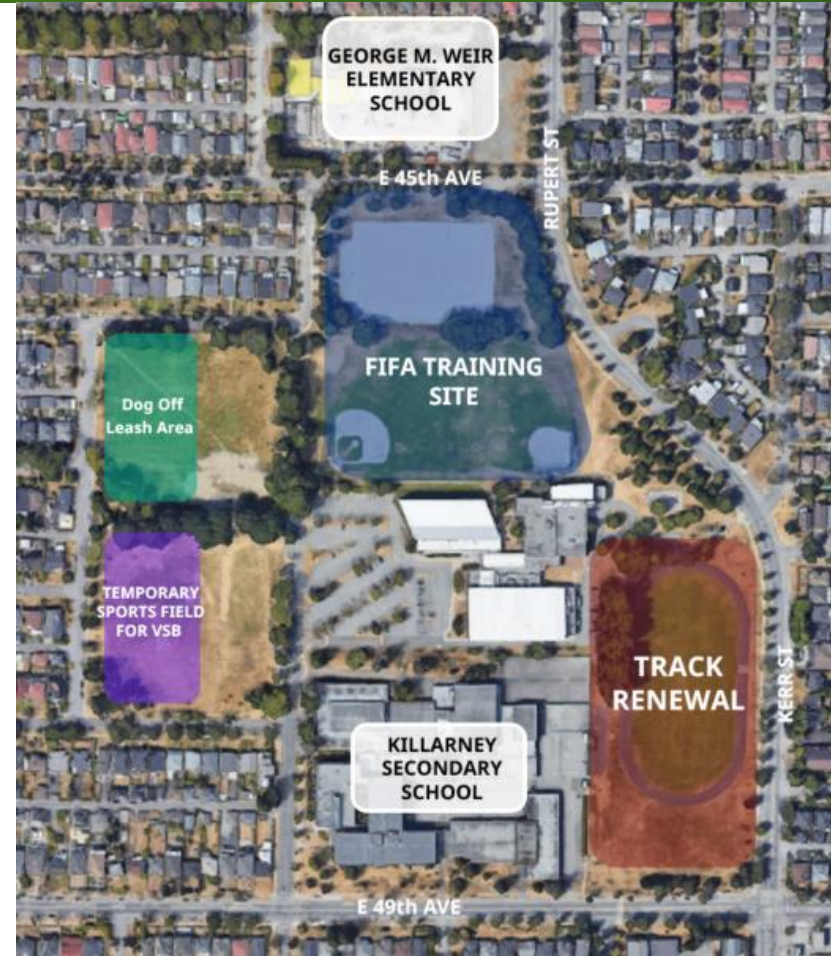 GEORGE M. WEIR
ELEMENTARY
SCHOOL
E 45th AVE
RUPERT ST
FIFA TRAINING
SITE
Dog Off
Leash Area
TEMPORARY
SPORTS FIELD
FOR VSB
TRACK
RENEWAL
KERR ST
KILLARNEY
SECONDARY
SCHOOL
E 49th AVE